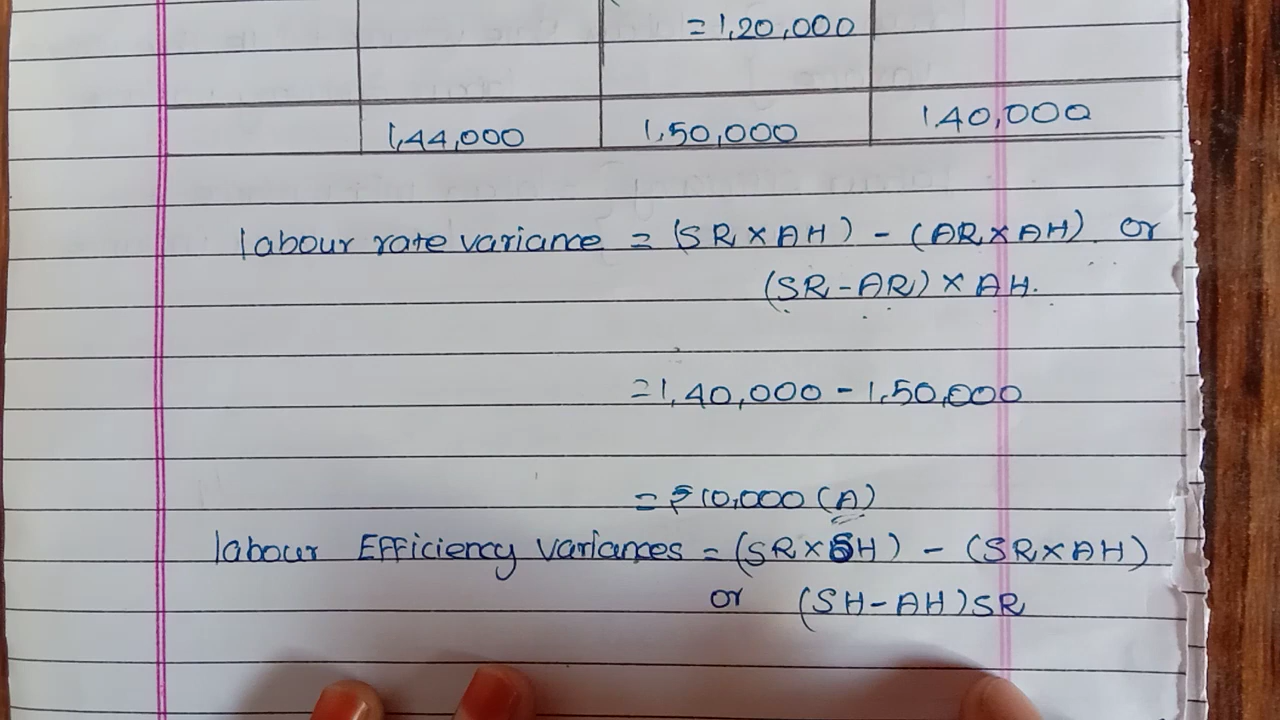 = 1,20,000
1,44,000 1,50,000 140,000
labour rate variance = (SR × AH) - (AR × AH) or
(SR - AR) × AH.
= 1,40,000 - 1,50,000
= ₹10,000 (A)
labour Efficiency variances = (SR × SH) - (SR × AH)
or (SH - AH) SR